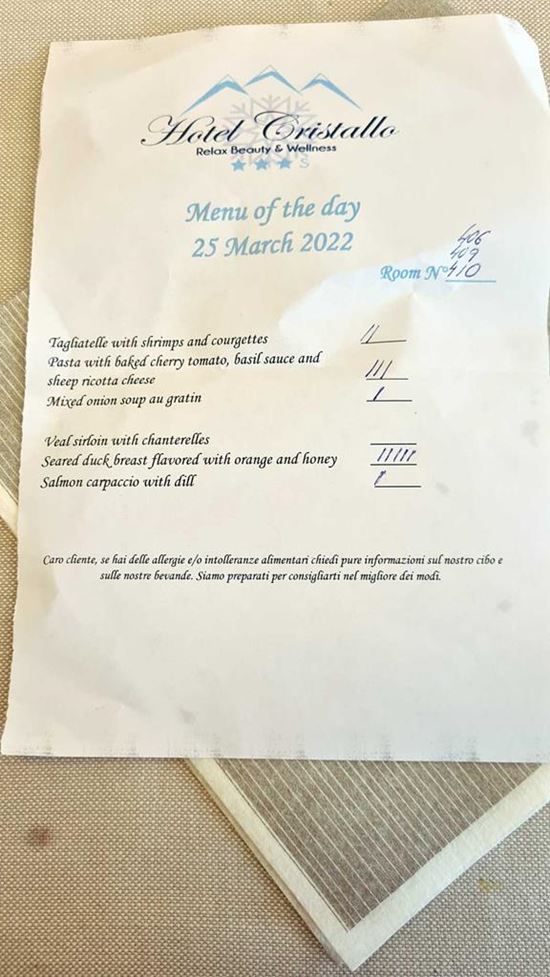 Hotel Cristallo
Relax Beauty & Wellness
S
Menu of the day
25 March 2022
406
409
Room N° 410
Tagliatelle with shrimps and courgettes II
Pasta with baked cherry tomato, basil sauce and
sheep ricotta cheese III
Mixed onion soup au gratin I
Veal sirloin with chanterelles
Seared duck breast flavored with orange and honey IIIII
Salmon carpaccio with dill I
Caro cliente, se hai delle allergie e/o intolleranze alimentari chiedi pure informazioni sul nostro cibo e
sulle nostre bevande. Siamo preparati per consigliarti nel migliore dei modi.